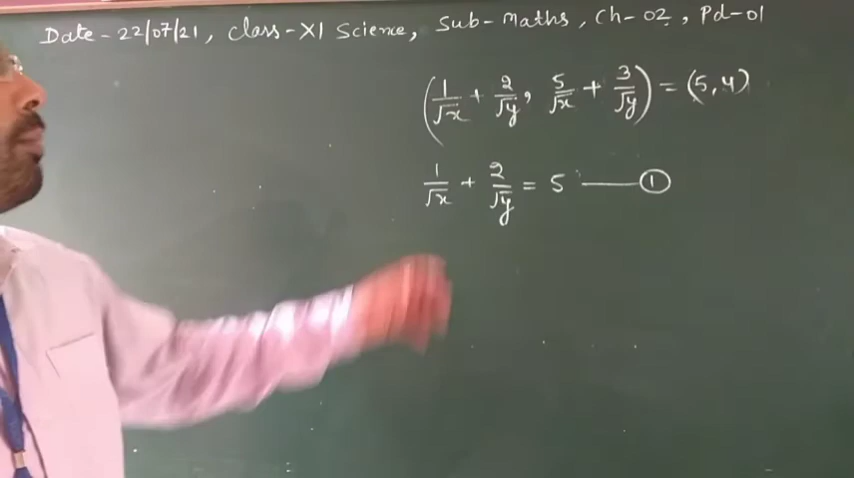 Date - 22/07/21, Class - XI Science, Sub - Maths, Ch - 02, Pd - 01
(1/√x + 2/√y, 5/√x + 3/√y) = (5,4)
1/√x + 2/√y = 5 —— ①